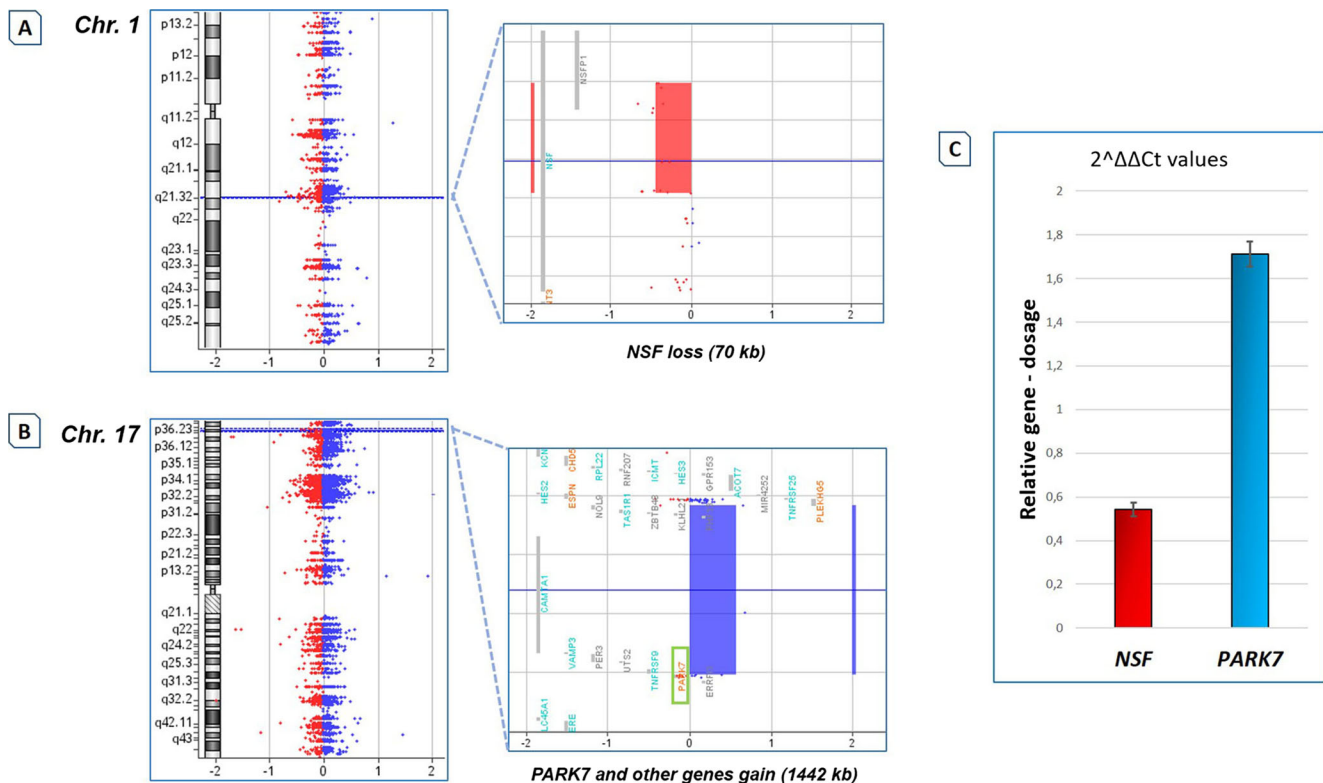 A
Chr. 1
p13.2
p12
p11.2
q11.2
q12
q21.1
q21.32
q22
q23.1
q23.3
q24.3
q25.1
q25.2
-2 -1 0 1 2
NSFP1
NSF
NT3
-2 -1 0 1 2
NSF loss (70 kb)
B
Chr. 17
p36.23
p36.12
p35.1
p34.1
p32.2
p31.2
p22.3
p21.2
p13.2
q21.1
q22
q24.2
q25.3
q31.3
q32.2
q42.11
q43
-2 -1 0 1 2
KCN CHD5 RPL22 RNF207 ICMT HES3 GPR153 ACOT7
HES2 ESPN NOL9 TAS1R1 ZBTB48 KLHL21 MIR4252 TNFRSF25 PLEKHG5
CAMTA1
VAMP3 PER3 UTS2 TNFRSF9 PARK7 ERRF
LC45A1 ERE
-2 -1 0 1 2
PARK7 and other genes gain (1442 kb)
C
2^ΔΔCt values
Relative gene - dosage
2
1,8
1,6
1,4
1,2
1
0,8
0,6
0,4
0,2
0
NSF PARK7